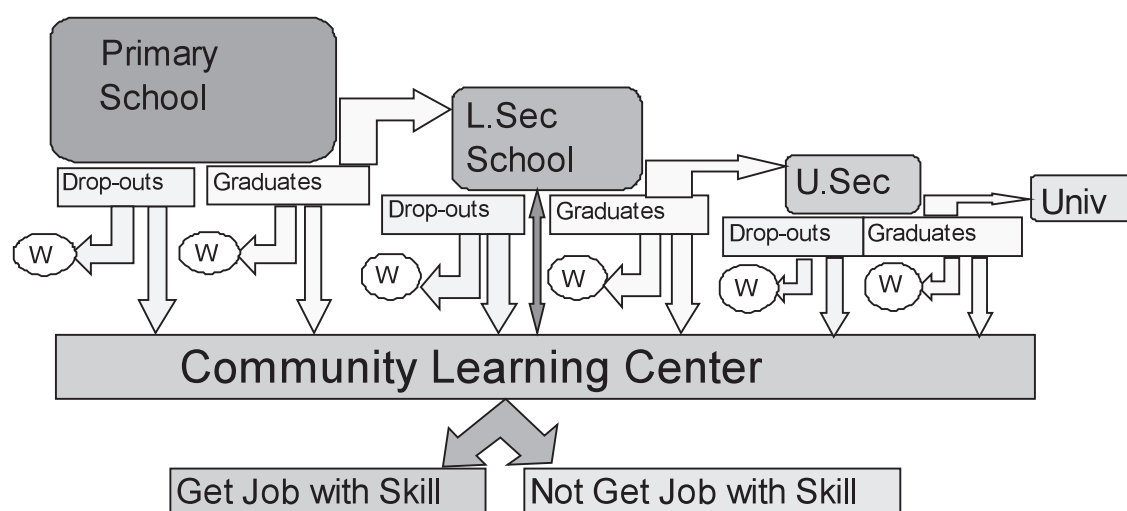 Primary
School
L.Sec
School
U.Sec
Univ
Drop-outs
Graduates
Drop-outs
Graduates
Drop-outs
Graduates
W
W
W
W
W
W
Community Learning Center
Get Job with Skill
Not Get Job with Skill